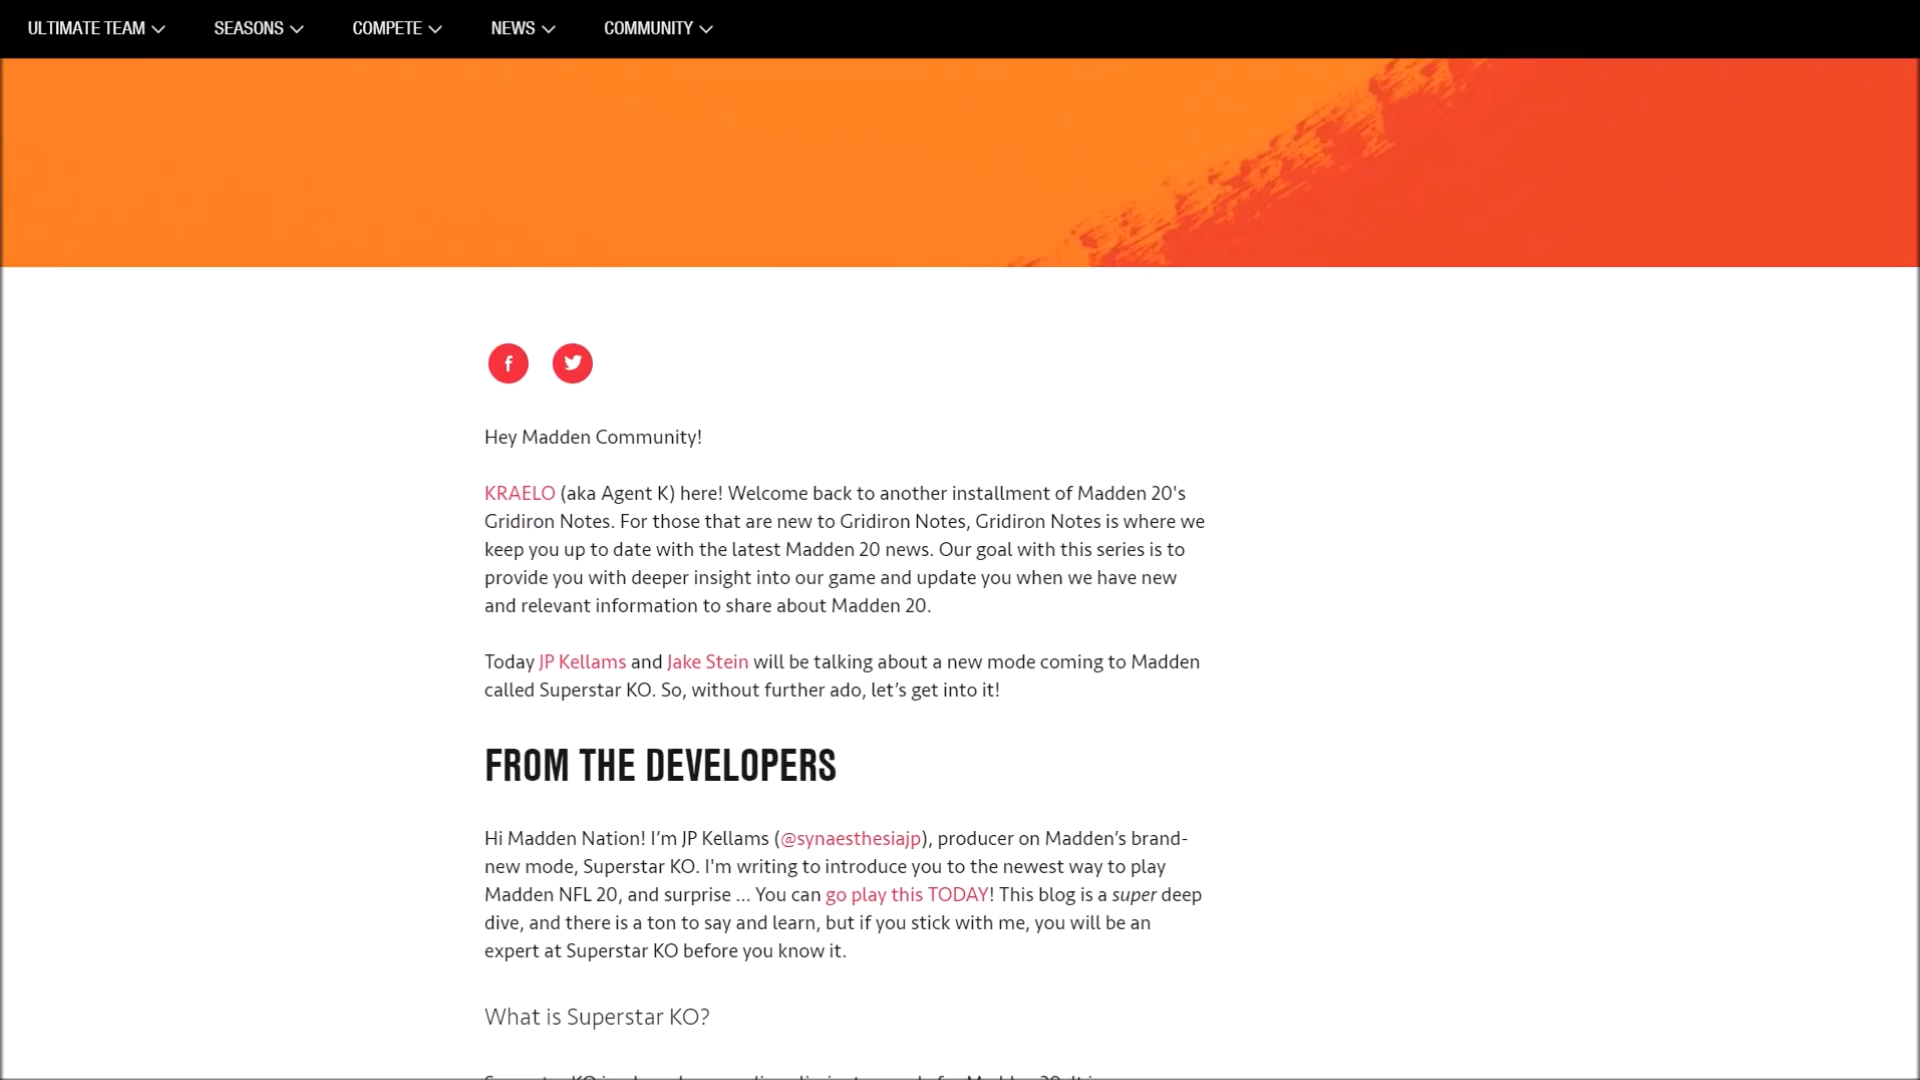 ULTIMATE TEAM SEASONS COMPETE NEWS COMMUNITY
Hey Madden Community!
KRAELO (aka Agent K) here! Welcome back to another installment of Madden 20's
Gridiron Notes. For those that are new to Gridiron Notes, Gridiron Notes is where we
keep you up to date with the latest Madden 20 news. Our goal with this series is to
provide you with deeper insight into our game and update you when we have new
and relevant information to share about Madden 20.
Today JP Kellams and Jake Stein will be talking about a new mode coming to Madden
called Superstar KO. So, without further ado, let’s get into it!
FROM THE DEVELOPERS
Hi Madden Nation! I’m JP Kellams (@synaesthesiajp), producer on Madden’s brand-
new mode, Superstar KO. I'm writing to introduce you to the newest way to play
Madden NFL 20, and surprise ... You can go play this TODAY! This blog is a super deep
dive, and there is a ton to say and learn, but if you stick with me, you will be an
expert at Superstar KO before you know it.
What is Superstar KO?